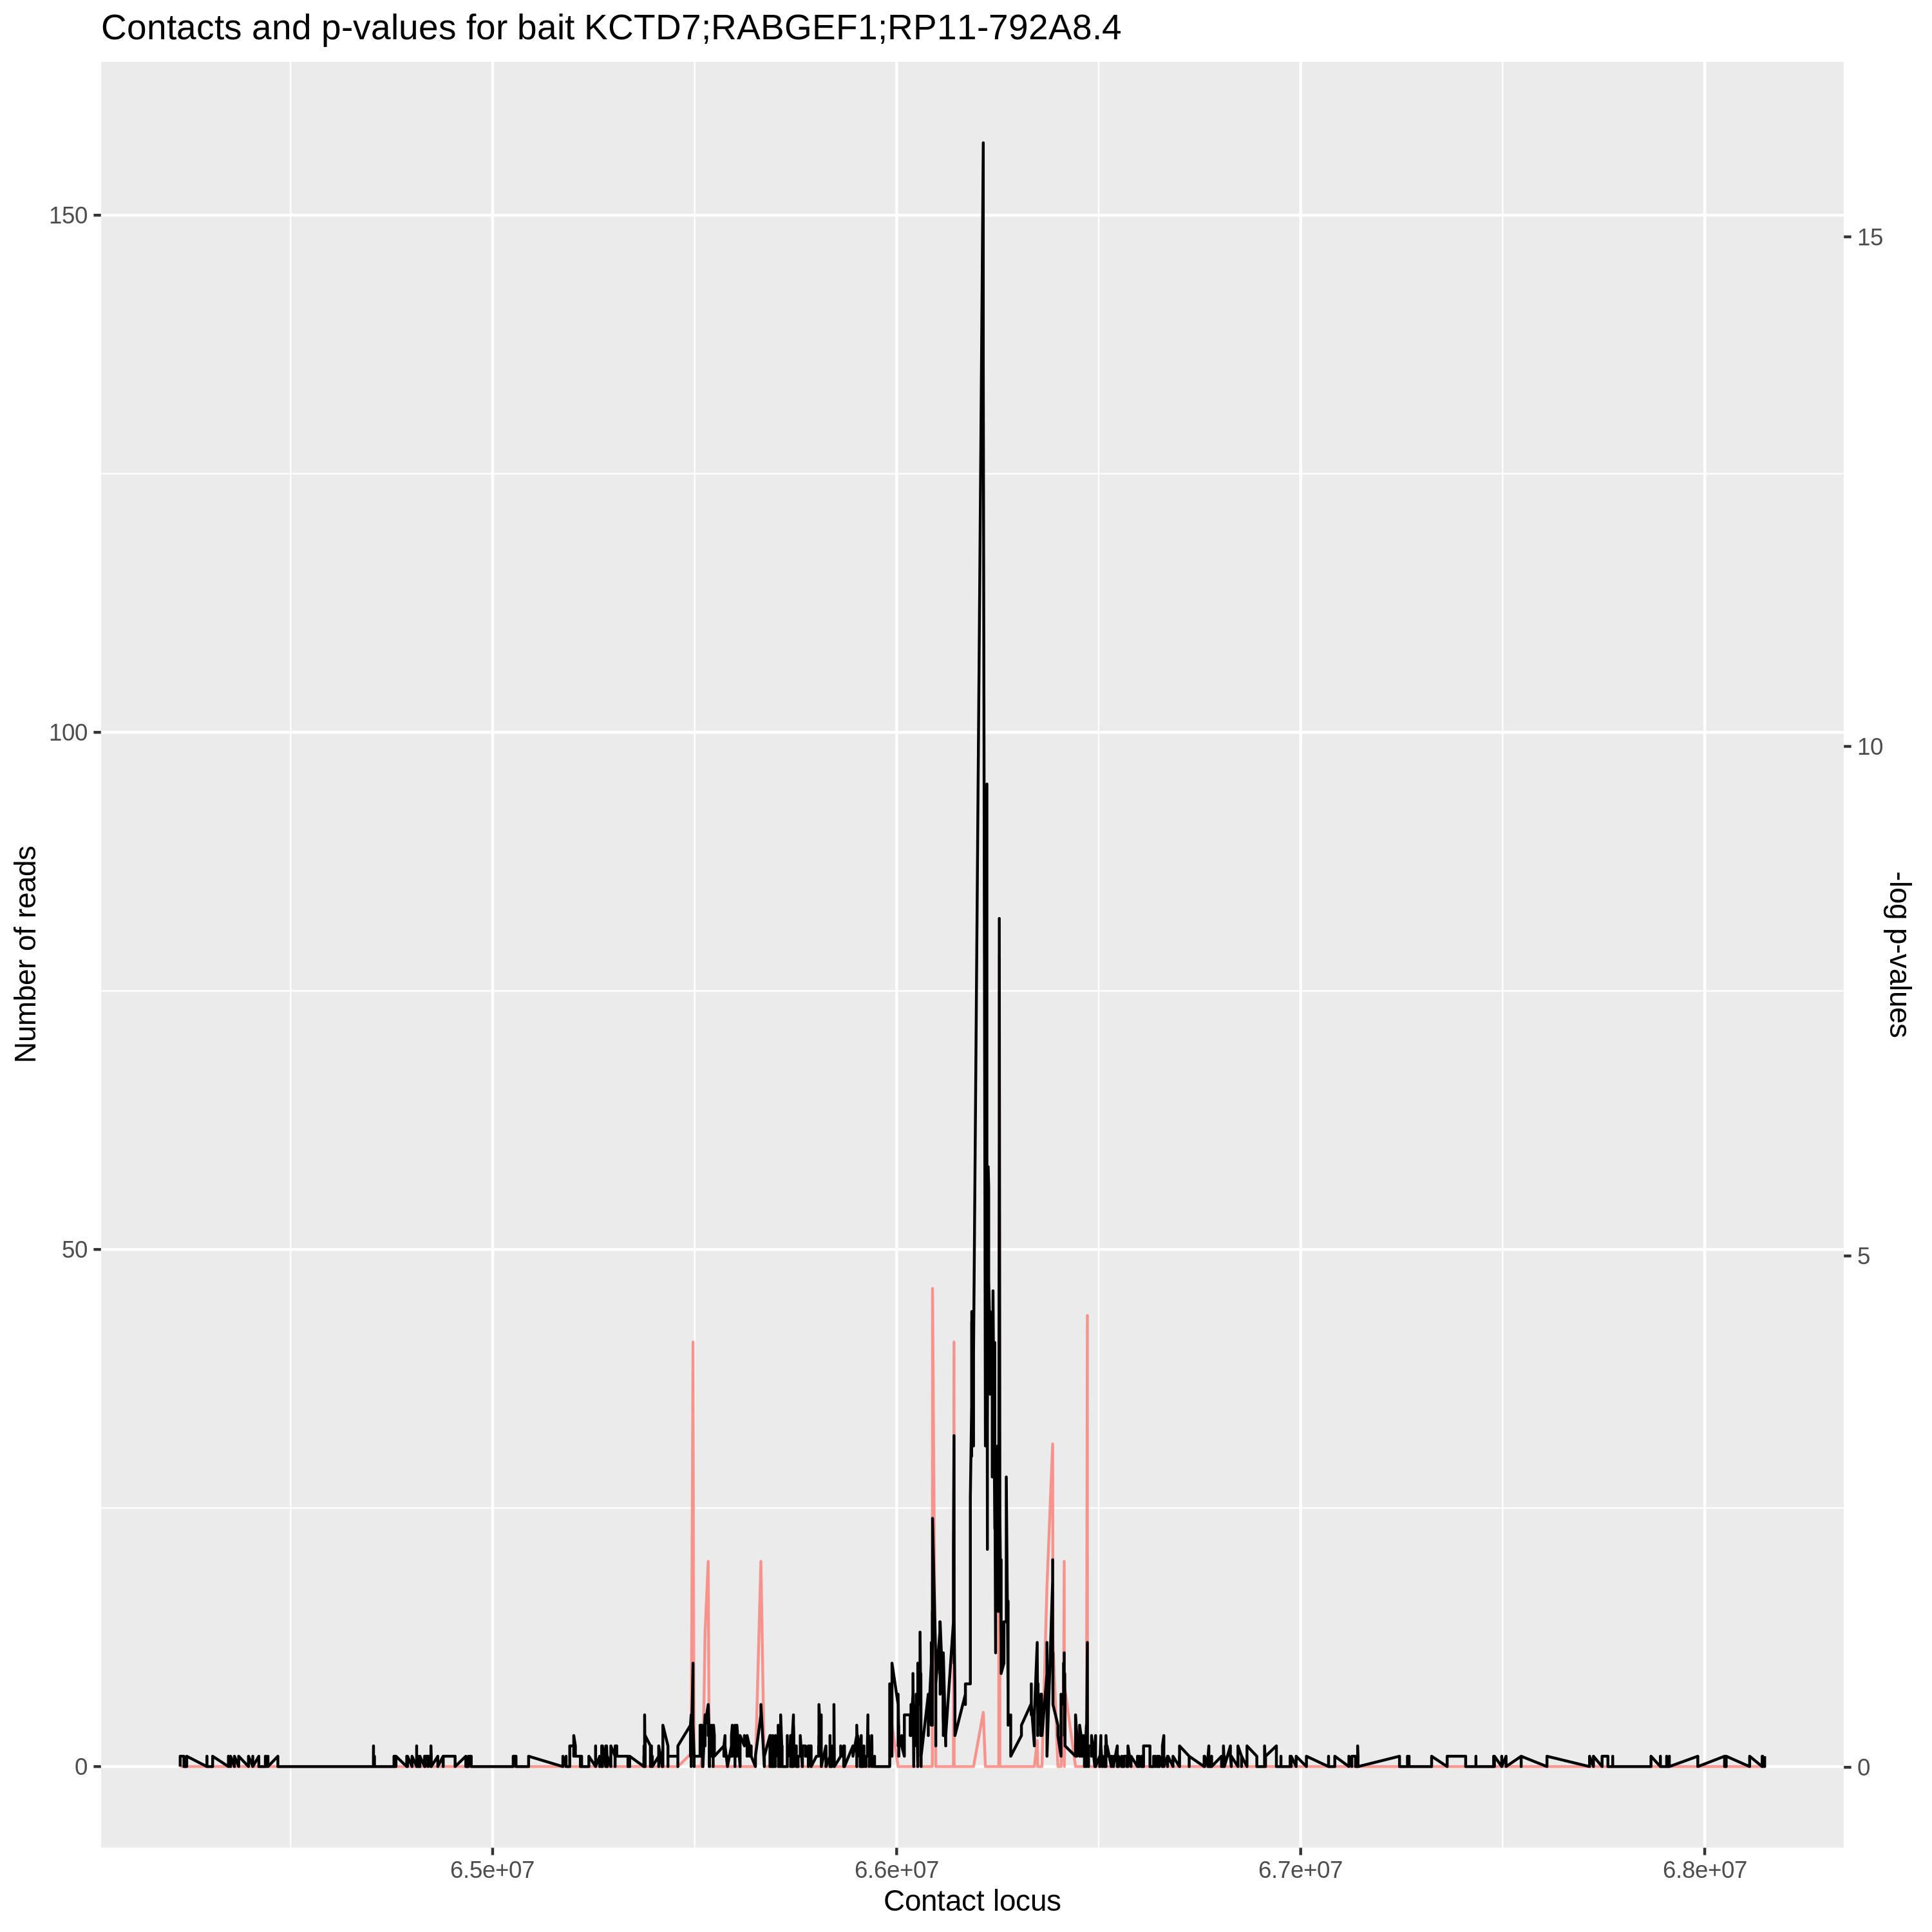 Contacts and p-values for bait KCTD7;RABGEF1;RP11-792A8.4
150
100
50
0
Number of reads
15
10
5
0
-log p-values
6.5e+07 6.6e+07 6.7e+07 6.8e+07
Contact locus